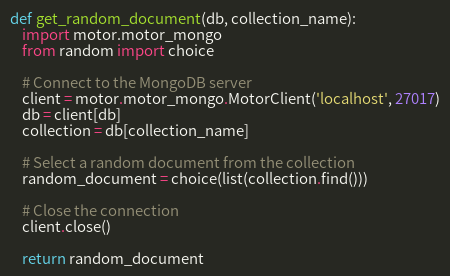 def get_random_document(db, collection_name):
    import motor.motor_mongo
    from random import choice

    # Connect to the MongoDB server
    client = motor.motor_mongo.MotorClient('localhost', 27017)
    db = client[db]
    collection = db[collection_name]

    # Select a random document from the collection
    random_document = choice(list(collection.find()))

    # Close the connection
    client.close()

    return random_document